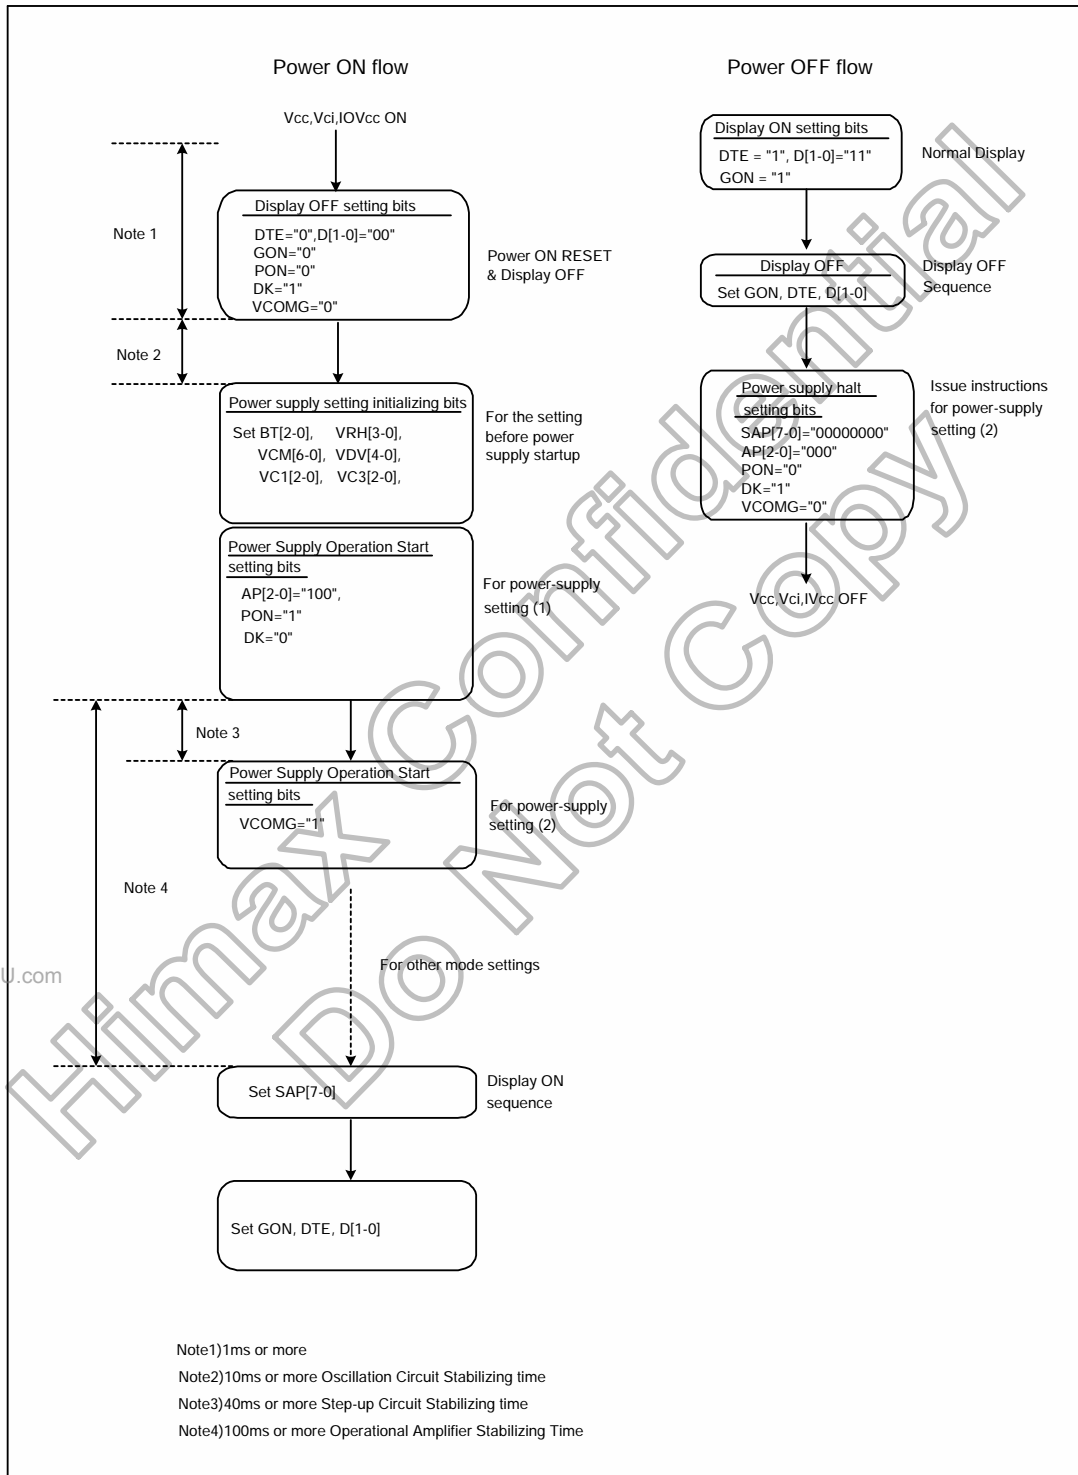 Power ON flow
Vcc,Vci,IOVcc ON
Note 1
Display OFF setting bits
DTE="0",D[1-0]="00"
GON="0"
PON="0"
DK="1"
VCOMG="0"
Power ON RESET
& Display OFF
Note 2
Power supply setting initializing bits
Set BT[2-0], VRH[3-0],
VCM[6-0], VDV[4-0],
VC1[2-0], VC3[2-0],
For the setting
before power
supply startup
Power Supply Operation Start
setting bits
AP[2-0]="100",
PON="1"
DK="0"
For power-supply
setting (1)
Note 3
Power Supply Operation Start
setting bits
VCOMG="1"
For power-supply
setting (2)
Note 4
For other mode settings
Set SAP[7-0]
Display ON
sequence
Set GON, DTE, D[1-0]
Power OFF flow
Display ON setting bits
DTE = "1", D[1-0]="11"
GON = "1"
Normal Display
Display OFF
Set GON, DTE, D[1-0]
Display OFF
Sequence
Power supply halt
setting bits
SAP[7-0]="00000000"
AP[2-0]="000"
PON="0"
DK="1"
VCOMG="0"
Issue instructions
for power-supply
setting (2)
Vcc,Vci,IVcc OFF
Note1)1ms or more
Note2)10ms or more Oscillation Circuit Stabilizing time
Note3)40ms or more Step-up Circuit Stabilizing time
Note4)100ms or more Operational Amplifier Stabilizing Time
Himax Confidential
Do Not Copy
U.com